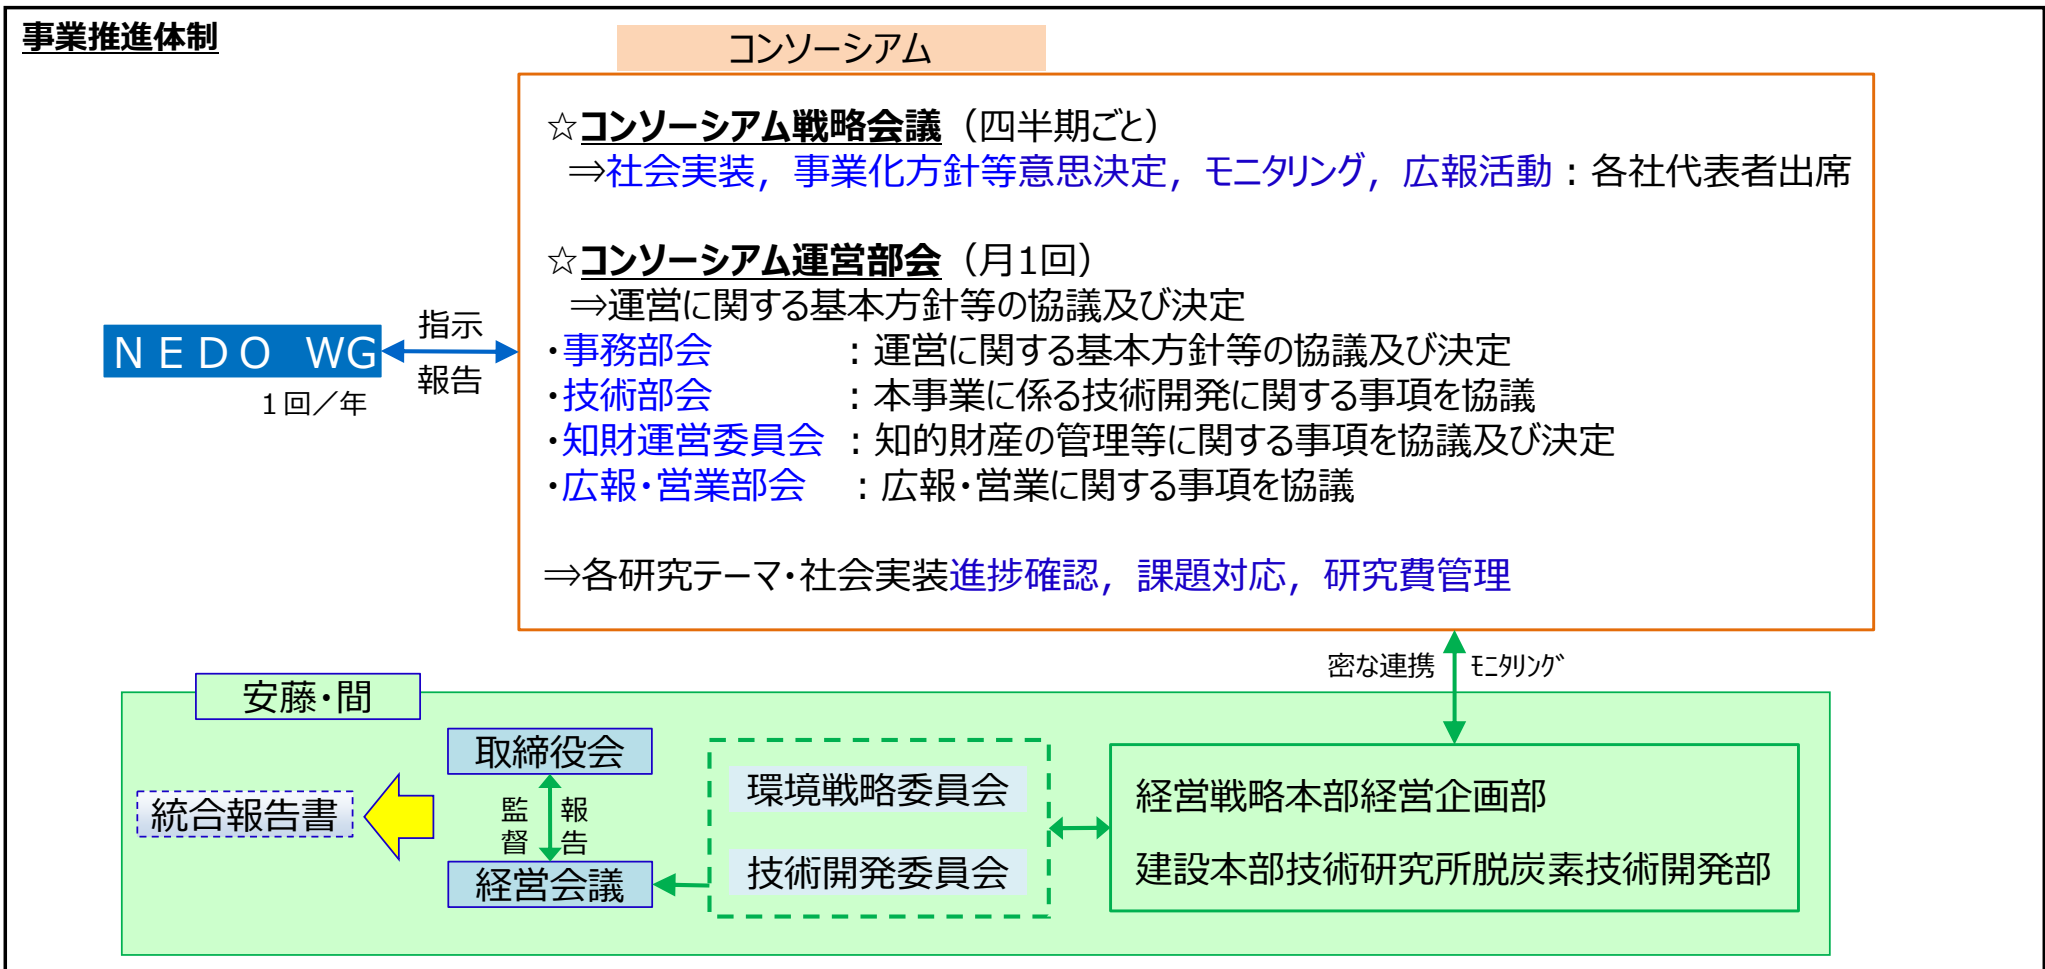 事業推進体制
コンソーシアム
☆コンソーシアム戦略会議（四半期ごと）
⇒社会実装，事業化方針等意思決定，モニタリング，広報活動：各社代表者出席
☆コンソーシアム運営部会（月1回）
⇒運営に関する基本方針等の協議及び決定
・事務部会　　　　：運営に関する基本方針等の協議及び決定
・技術部会　　　　：本事業に係る技術開発に関する事項を協議
・知財運営委員会：知的財産の管理等に関する事項を協議及び決定
・広報・営業部会　：広報・営業に関する事項を協議
⇒各研究テーマ・社会実装進捗確認，課題対応，研究費管理
ＮＥＤＯ　WG
１回／年
指示
報告
密な連携
ﾓﾆﾀﾘﾝｸﾞ
安藤・間
取締役会
監督
報告
経営会議
統合報告書
環境戦略委員会
技術開発委員会
経営戦略本部経営企画部
建設本部技術研究所脱炭素技術開発部